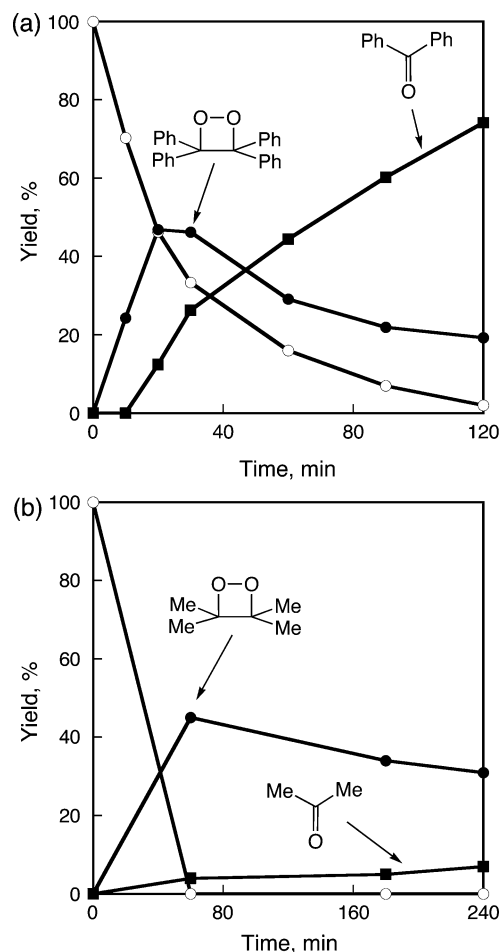 (a)
100
80
60
40
20
0
Yield, %
O O
Ph Ph
Ph Ph
Ph Ph
O
0 40 80 120
Time, min
(b)
100
80
60
40
20
0
Yield, %
O O
Me Me
Me Me
Me Me
O
0 80 160 240
Time, min